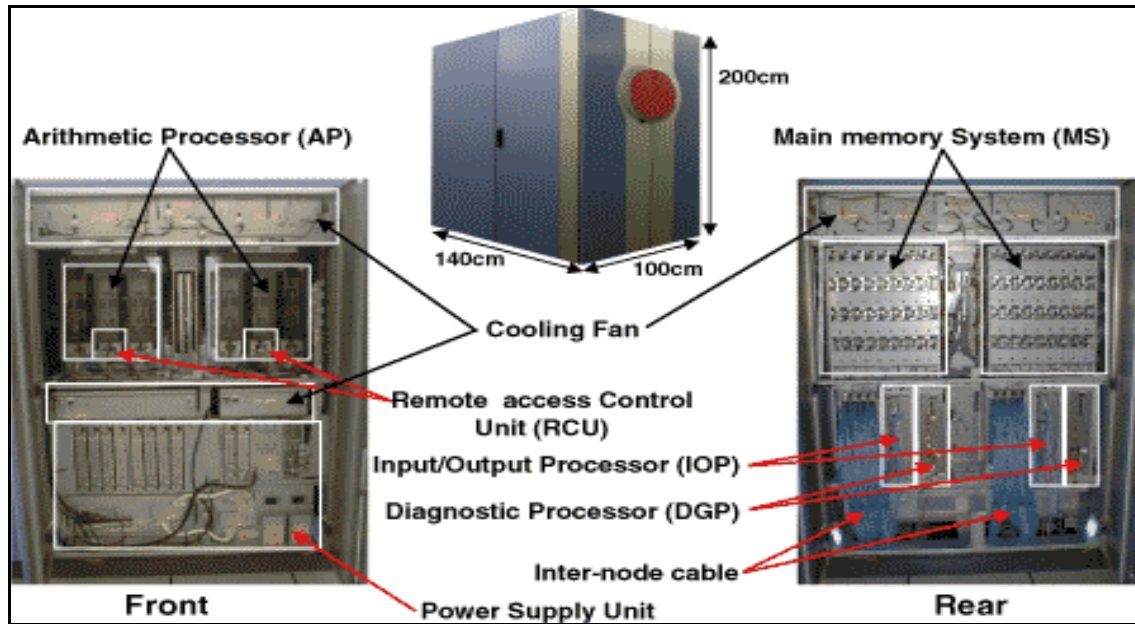 200cm
Arithmetic Processor (AP)
Main memory System (MS)
140cm
100cm
Cooling Fan
Remote access Control
Unit (RCU)
Input/Output Processor (IOP)
Diagnostic Processor (DGP)
Inter-node cable
Front
Power Supply Unit
Rear